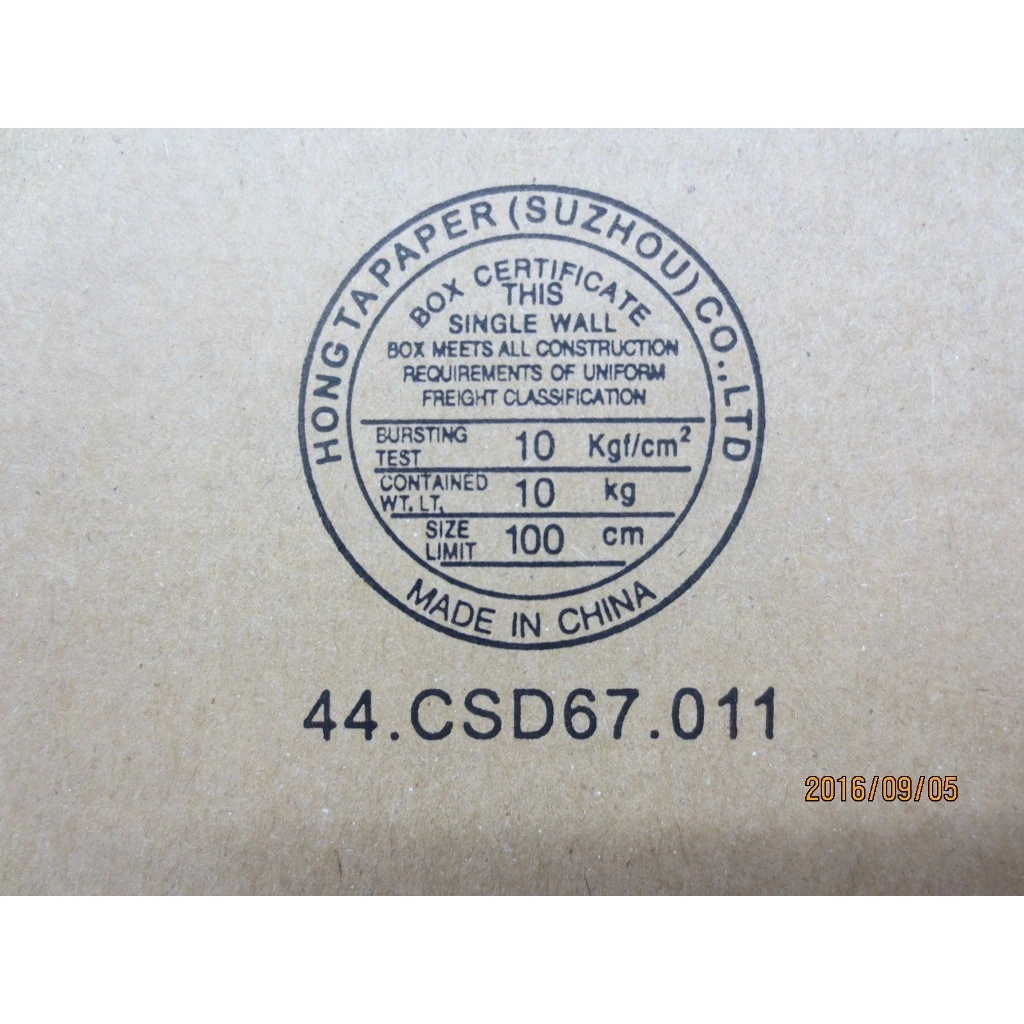 HONG TA PAPER (SUZHOU) CO.,LTD
BOX CERTIFICATE
THIS
SINGLE WALL
BOX MEETS ALL CONSTRUCTION
REQUIREMENTS OF UNIFORM
FREIGHT CLASSIFICATION
BURSTING TEST 10 Kgf/cm²
CONTAINED WT. LT. 10 kg
SIZE LIMIT 100 cm
MADE IN CHINA
44.CSD67.011
2016/09/05